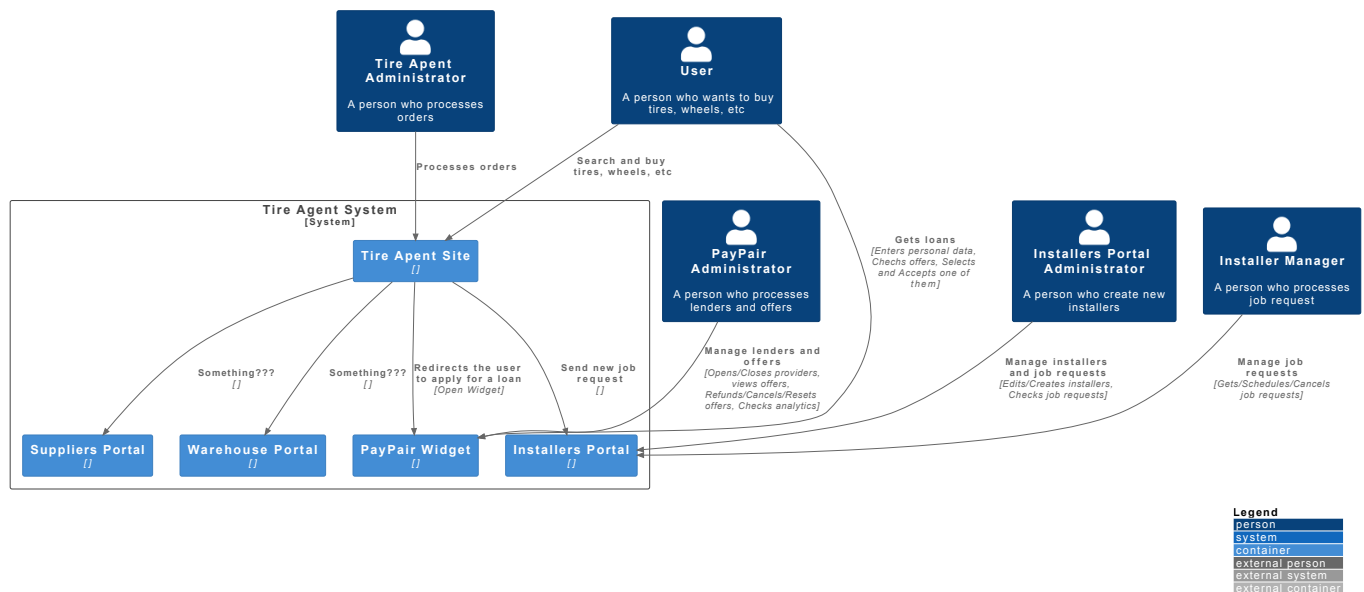 Tire Apent
Administrator
A person who processes
orders
User
A person who wants to buy
tires, wheels, etc
Processes orders
Search and buy
tires, wheels, etc
Tire Agent System
[System]
Tire Apent Site
[]
PayPair
Administrator
A person who processes
lenders and offers
Gets loans
[Enters personal data,
Chechs offers, Selects
and Accepts one of
them]
Installers Portal
Administrator
A person who create new
installers
Installer Manager
A person who processes
job request
Something???
[]
Something???
[]
Redirects the user
to apply for a loan
[Open Widget]
Send new job
request
[]
Manage lenders and
offers
[Opens/Closes providers,
views offers,
Refunds/Cancels/Resets
offers, Checks analytics]
Manage installers
and job requests
[Edits/Creates installers,
Checks job requests]
Manage job
requests
[Gets/Schedules/Cancels
job requests]
Suppliers Portal
[]
Warehouse Portal
[]
PayPair Widget
[]
Installers Portal
[]
Legend
person
system
container
external person
external system
external container